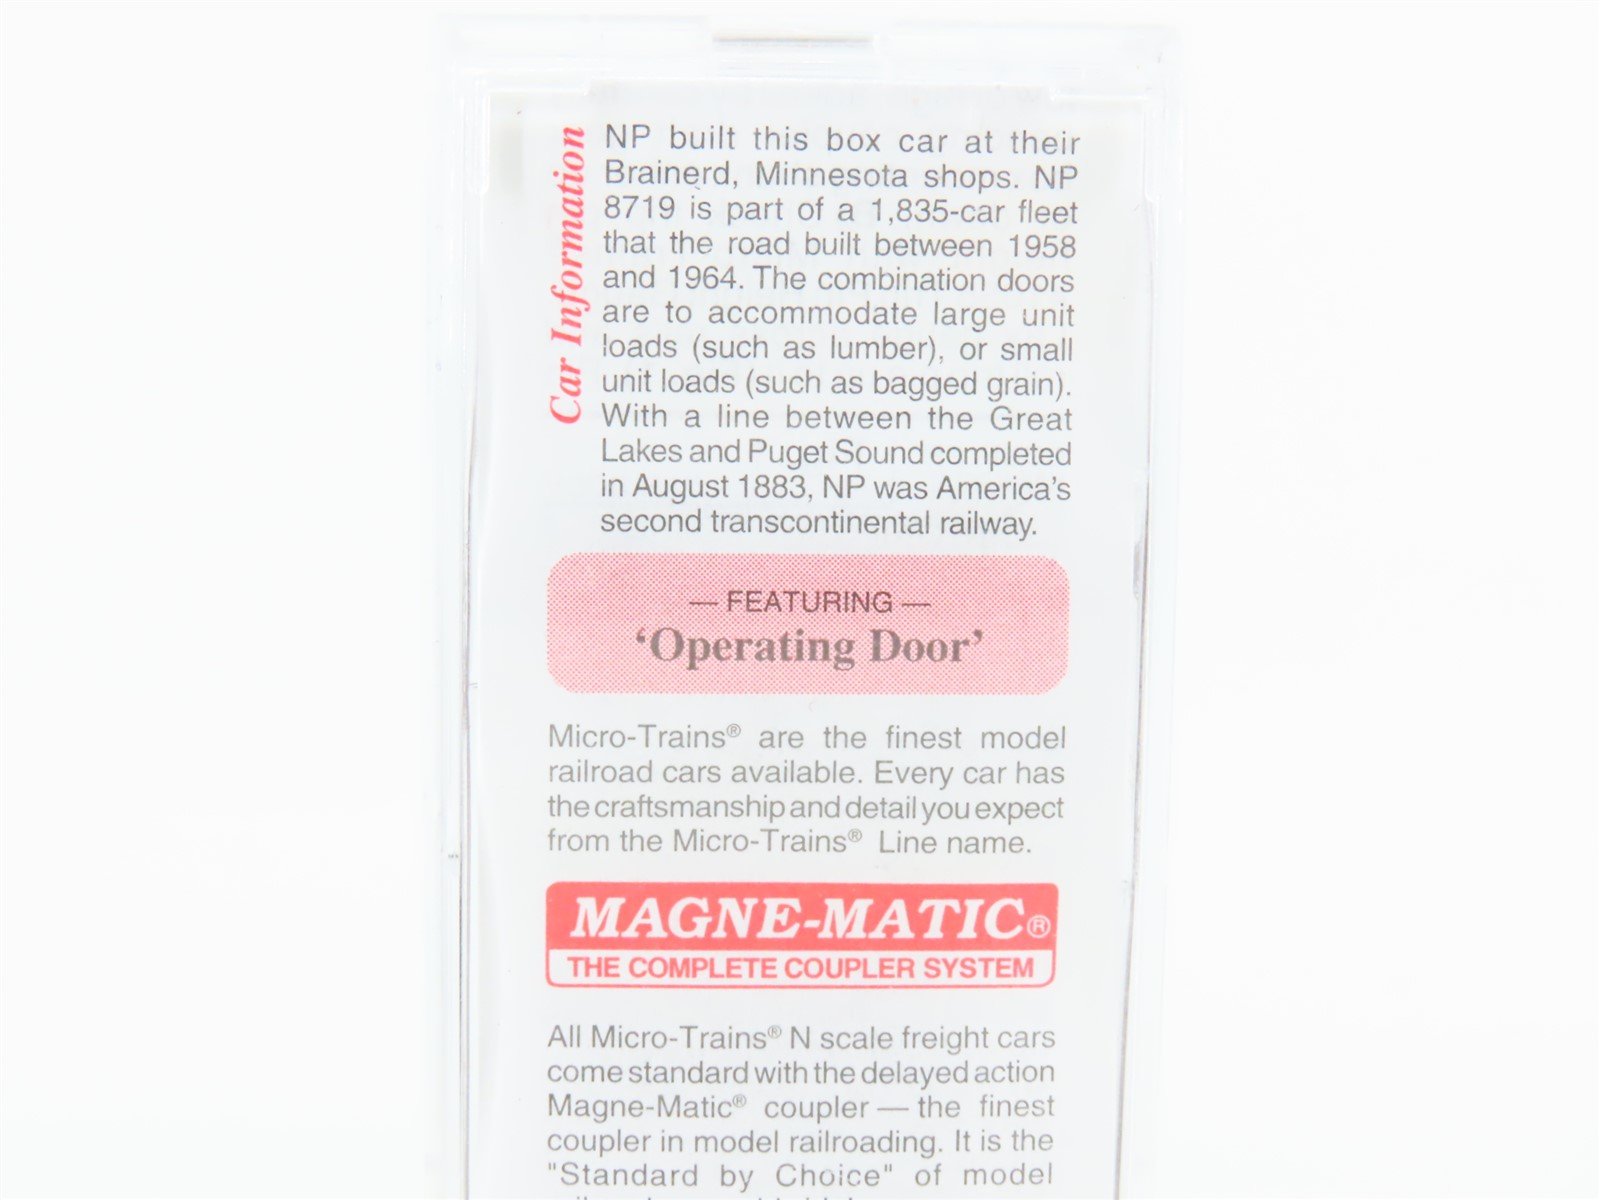 Car Information
NP built this box car at their
Brainerd, Minnesota shops. NP
8719 is part of a 1,835-car fleet
that the road built between 1958
and 1964. The combination doors
are to accommodate large unit
loads (such as lumber), or small
unit loads (such as bagged grain).
With a line between the Great
Lakes and Puget Sound completed
in August 1883, NP was America's
second transcontinental railway.
— FEATURING —
‘Operating Door’
Micro-Trains® are the finest model
railroad cars available. Every car has
the craftsmanship and detail you expect
from the Micro-Trains® Line name.
MAGNE-MATIC®
THE COMPLETE COUPLER SYSTEM
All Micro-Trains® N scale freight cars
come standard with the delayed action
Magne-Matic® coupler — the finest
coupler in model railroading. It is the
"Standard by Choice" of model